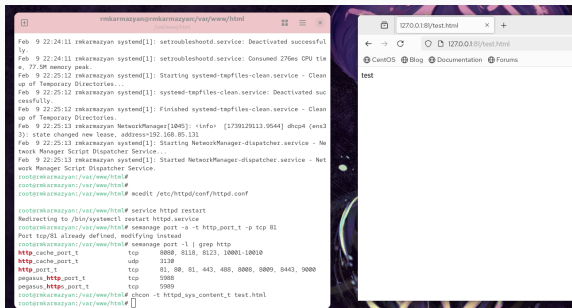 rmkarmazyan@rmkarmazyan:/var/www/html
/var/www/html
Feb  9 22:24:11 rmkarmazyan systemd[1]: setroubleshootd.service: Deactivated successful
ly.
Feb  9 22:24:11 rmkarmazyan systemd[1]: setroubleshootd.service: Consumed 276ms CPU tim
e, 77.5M memory peak.
Feb  9 22:25:12 rmkarmazyan systemd[1]: Starting systemd-tmpfiles-clean.service - Clean
up of Temporary Directories...
Feb  9 22:25:12 rmkarmazyan systemd[1]: systemd-tmpfiles-clean.service: Deactivated suc
cessfully.
Feb  9 22:25:12 rmkarmazyan systemd[1]: Finished systemd-tmpfiles-clean.service - Clean
up of Temporary Directories.
Feb  9 22:25:13 rmkarmazyan NetworkManager[1045]: <info>  [1739129113.9544] dhcp4 (ens3
3): state changed new lease, address=192.168.85.131
Feb  9 22:25:13 rmkarmazyan systemd[1]: Starting NetworkManager-dispatcher.service - Ne
twork Manager Script Dispatcher Service...
Feb  9 22:25:13 rmkarmazyan systemd[1]: Started NetworkManager-dispatcher.service - Net
work Manager Script Dispatcher Service.
root@rmkarmazyan:/var/www/html#
root@rmkarmazyan:/var/www/html#
root@rmkarmazyan:/var/www/html# mcedit /etc/httpd/conf/httpd.conf
root@rmkarmazyan:/var/www/html# service httpd restart
Redirecting to /bin/systemctl restart httpd.service
root@rmkarmazyan:/var/www/html# semanage port -a -t http_port_t -p tcp 81
Port tcp/81 already defined, modifying instead
root@rmkarmazyan:/var/www/html# semanage port -l | grep http
http_cache_port_t tcp 8080, 8118, 8123, 10001-10010
http_cache_port_t udp 3130
http_port_t tcp 81, 80, 81, 443, 488, 8008, 8009, 8443, 9000
pegasus_http_port_t tcp 5988
pegasus_https_port_t tcp 5989
root@rmkarmazyan:/var/www/html# chcon -t httpd_sys_content_t test.html
root@rmkarmazyan:/var/www/html#
127.0.0.1:81/test.html
127.0.0.1:81/test.html
CentOS Blog Documentation Forums
test